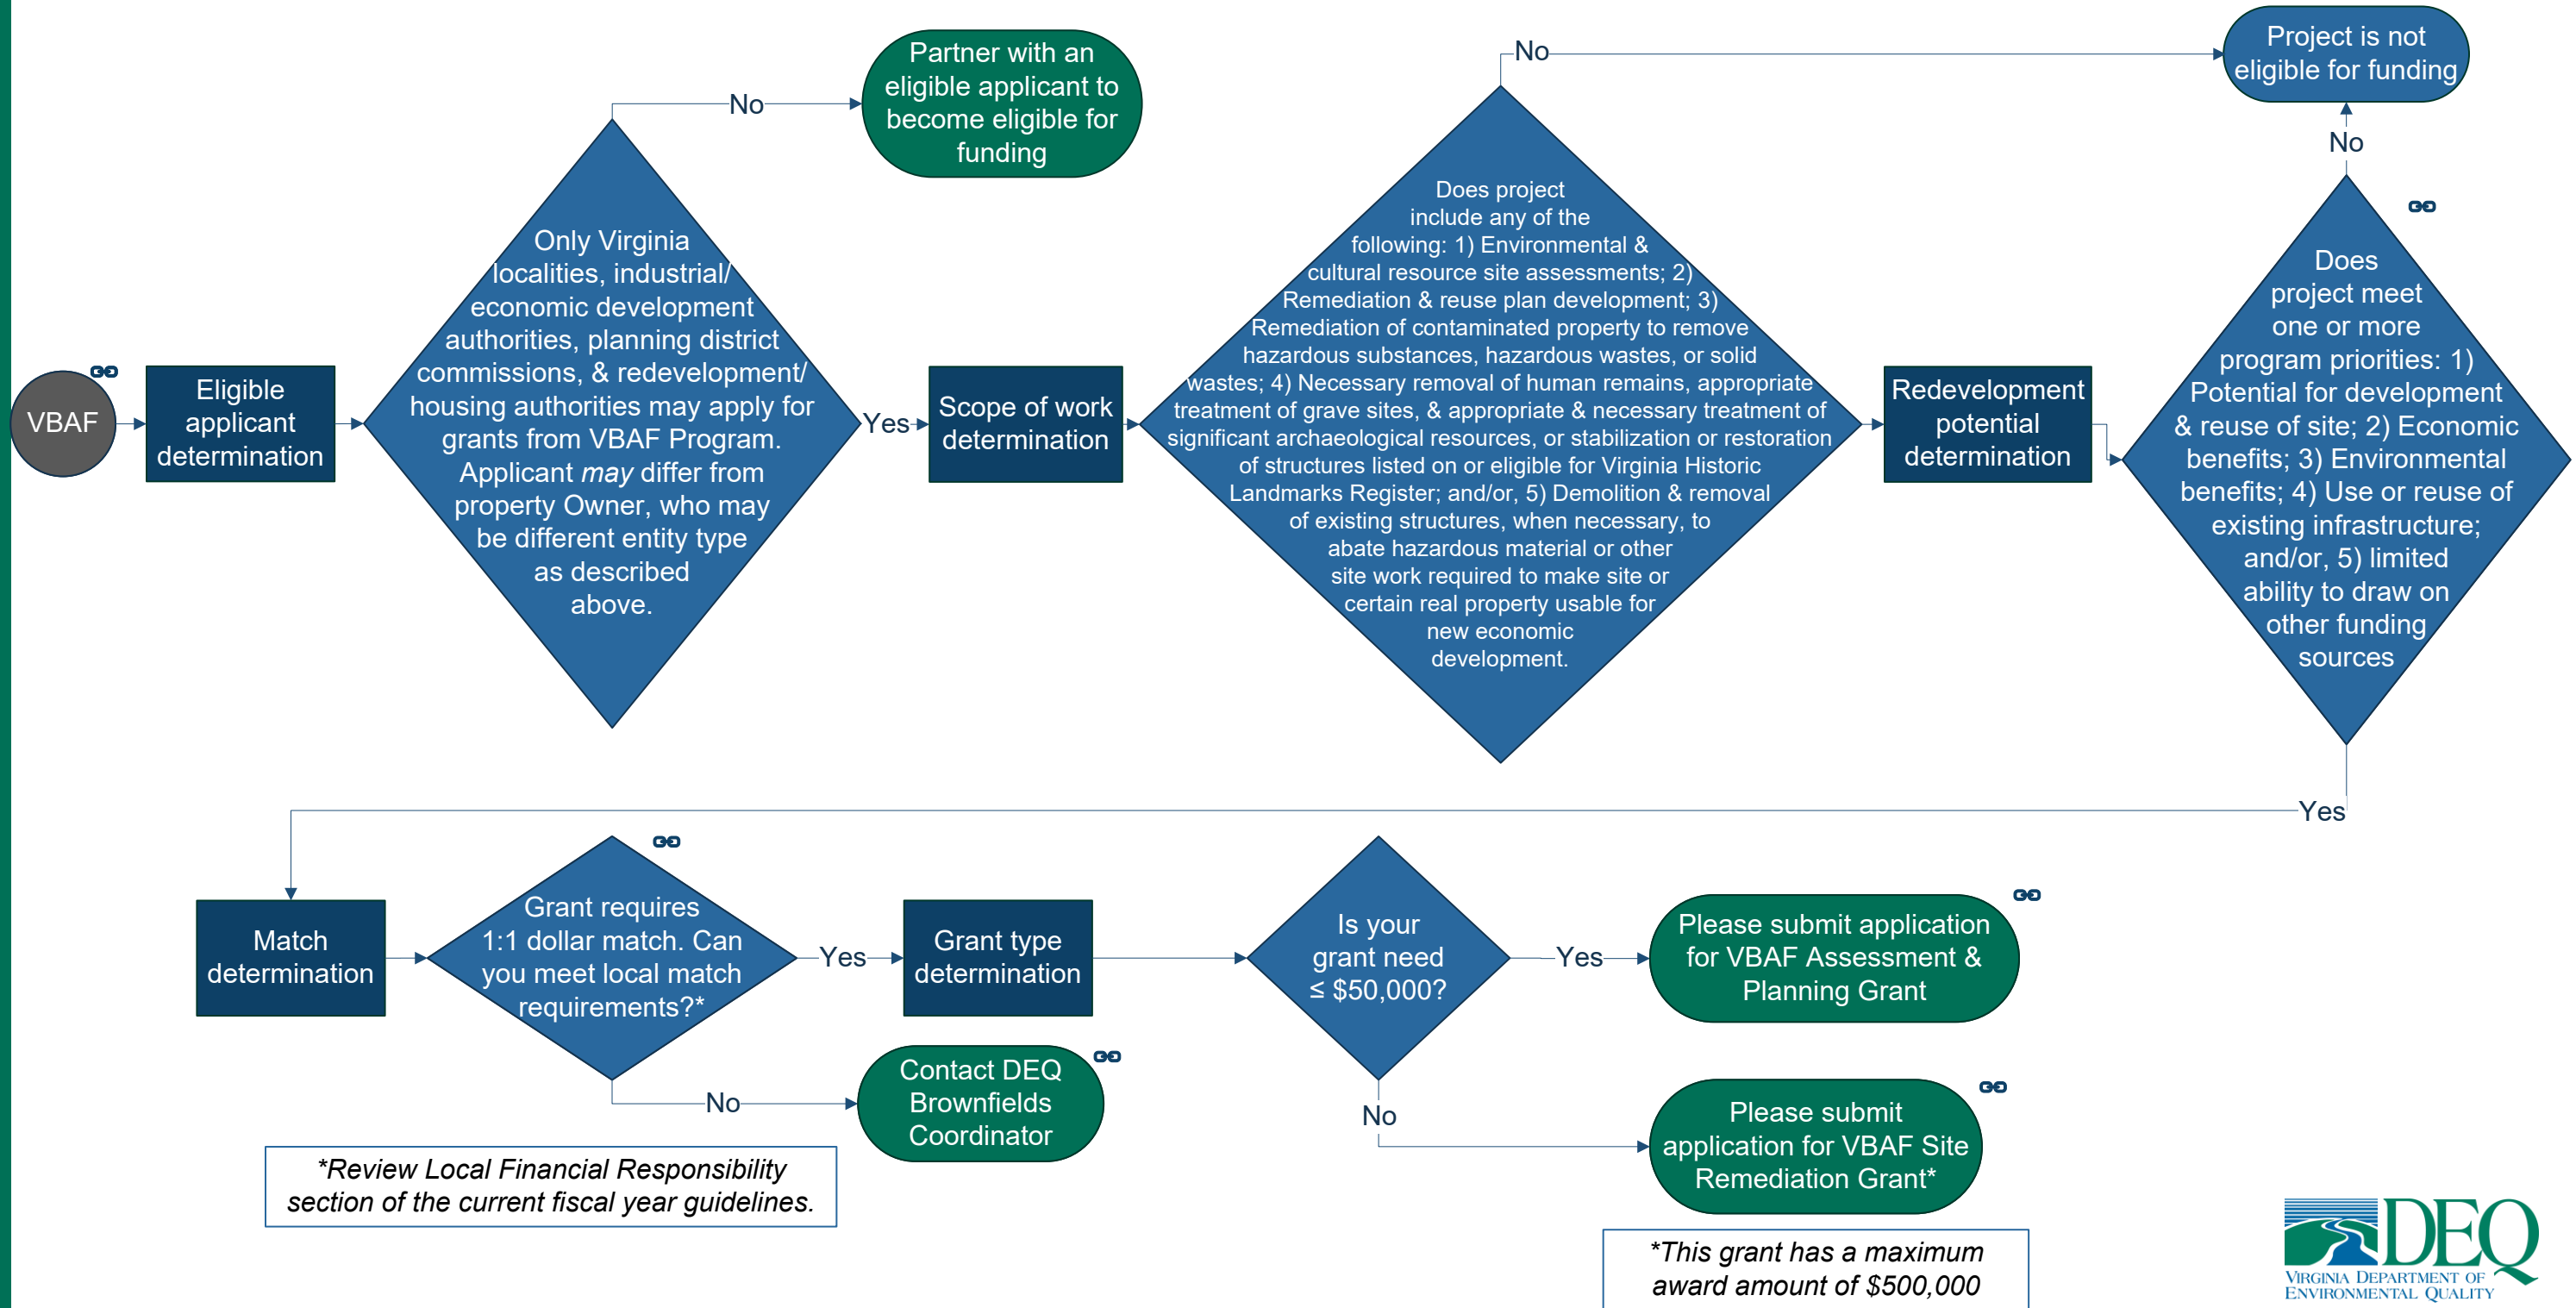 VBAF
Eligible
applicant
determination
Only Virginia
localities, industrial/
economic development
authorities, planning district
commissions, & redevelopment/
housing authorities may apply for
grants from VBAF Program.
Applicant may differ from
property Owner, who may
be different entity type
as described
above.
No
Partner with an
eligible applicant to
become eligible for
funding
Yes
Scope of work
determination
Does project
include any of the
following: 1) Environmental &
cultural resource site assessments; 2)
Remediation & reuse plan development; 3)
Remediation of contaminated property to remove
hazardous substances, hazardous wastes, or solid
wastes; 4) Necessary removal of human remains, appropriate
treatment of grave sites, & appropriate & necessary treatment of
significant archaeological resources, or stabilization or restoration
of structures listed on or eligible for Virginia Historic
Landmarks Register; and/or, 5) Demolition & removal
of existing structures, when necessary, to
abate hazardous material or other
site work required to make site or
certain real property usable for
new economic
development.
No
Project is not
eligible for funding
Redevelopment
potential
determination
No
Does
project meet
one or more
program priorities: 1)
Potential for development
& reuse of site; 2) Economic
benefits; 3) Environmental
benefits; 4) Use or reuse of
existing infrastructure;
and/or, 5) limited
ability to draw on
other funding
sources
Yes
Match
determination
Grant requires
1:1 dollar match. Can
you meet local match
requirements?*
Yes
No
Contact DEQ
Brownfields
Coordinator
*Review Local Financial Responsibility
section of the current fiscal year guidelines.
Grant type
determination
Is your
grant need
≤ $50,000?
Yes
Please submit application
for VBAF Assessment &
Planning Grant
No
Please submit
application for VBAF Site
Remediation Grant*
*This grant has a maximum
award amount of $500,000
DEQ
VIRGINIA DEPARTMENT OF
ENVIRONMENTAL QUALITY